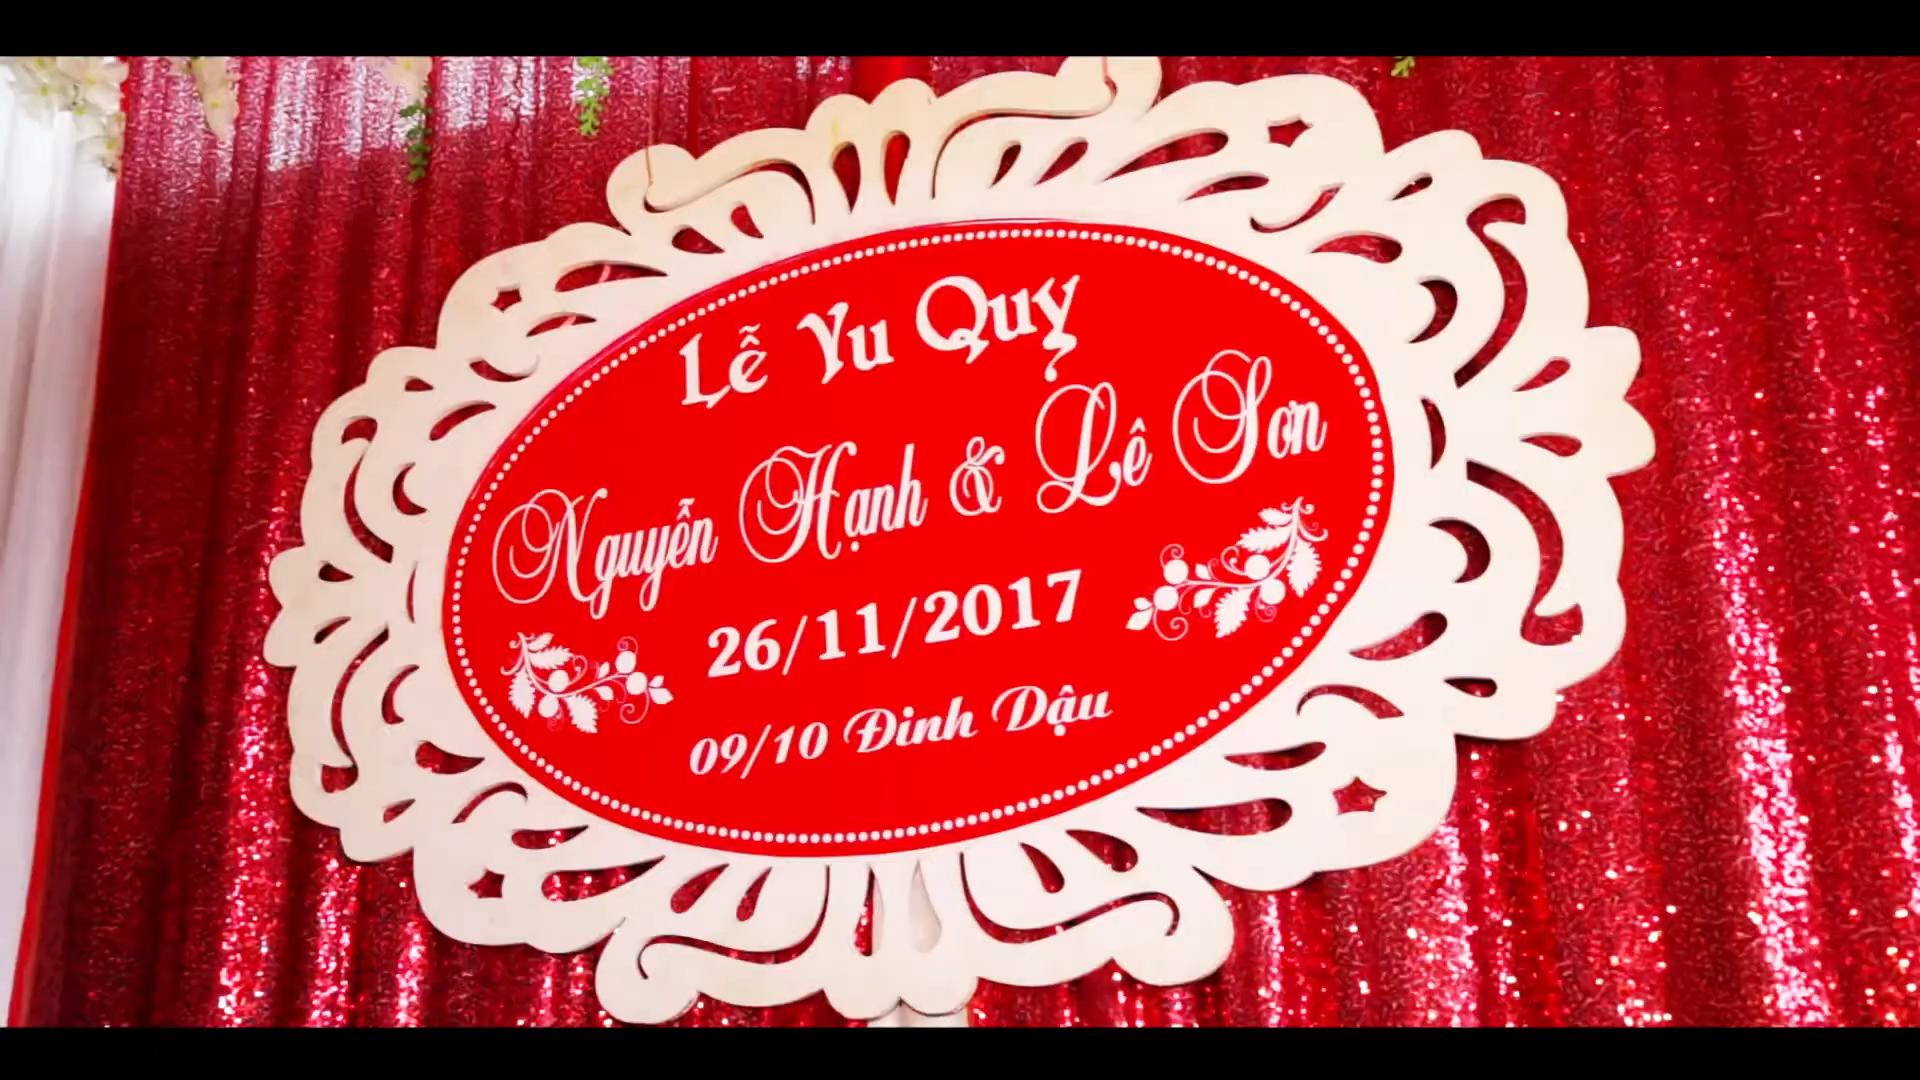 Lễ Vu Quy
Nguyễn Hạnh & Lê Sơn
26/11/2017
09/10 Đinh Dậu